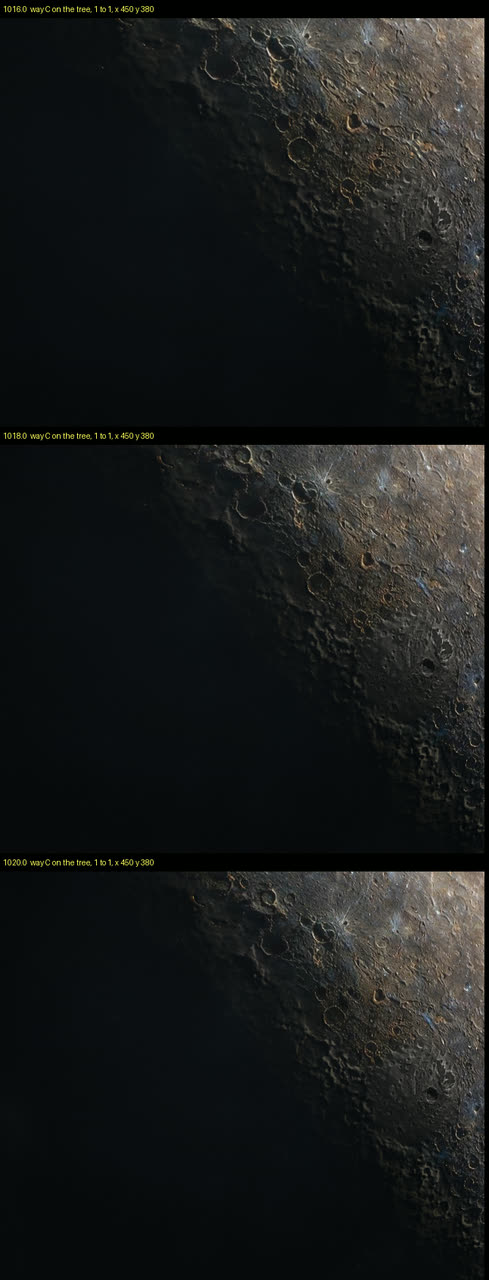 1016.0 way C on the tree, 1 to 1, x 450 y 380
1018.0 way C on the tree, 1 to 1, x 450 y 380
1020.0 way C on the tree, 1 to 1, x 450 y 380